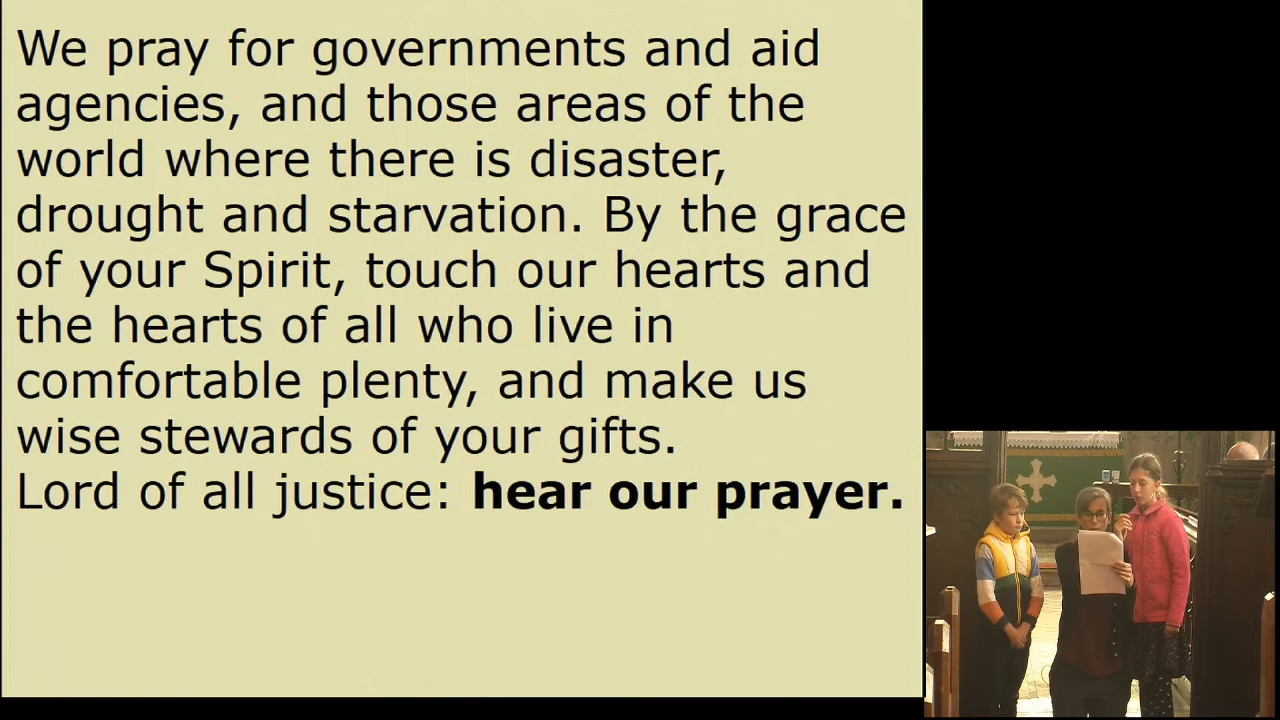 We pray for governments and aid
agencies, and those areas of the
world where there is disaster,
drought and starvation. By the grace
of your Spirit, touch our hearts and
the hearts of all who live in
comfortable plenty, and make us
wise stewards of your gifts.
Lord of all justice: hear our prayer.